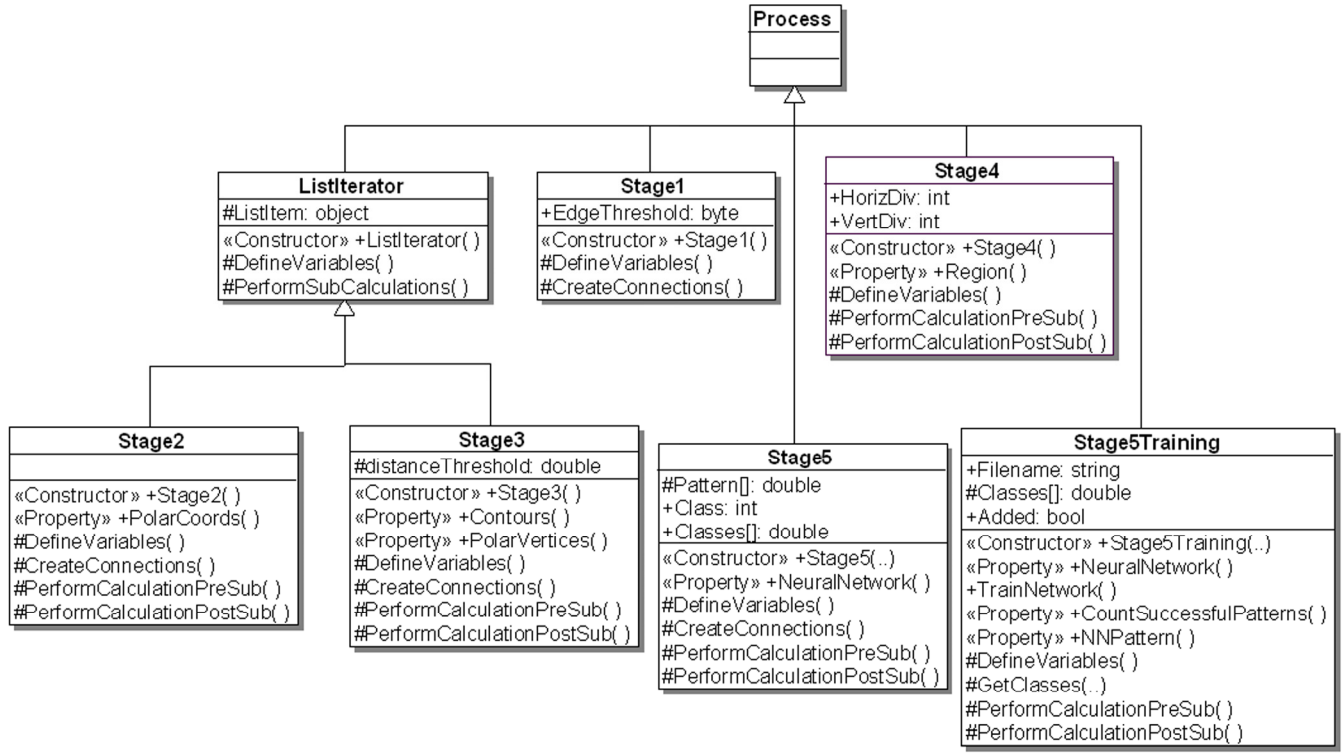 Process
ListIterator
#ListItem: object
«Constructor» +ListIterator( )
#DefineVariables( )
#PerformSubCalculations( )
Stage1
+EdgeThreshold: byte
«Constructor» +Stage1( )
#DefineVariables( )
#CreateConnections( )
Stage4
+HorizDiv: int
+VertDiv: int
«Constructor» +Stage4( )
«Property» +Region( )
#DefineVariables( )
#PerformCalculationPreSub( )
#PerformCalculationPostSub( )
Stage2
«Constructor» +Stage2( )
«Property» +PolarCoords( )
#DefineVariables( )
#CreateConnections( )
#PerformCalculationPreSub( )
#PerformCalculationPostSub( )
Stage3
#distanceThreshold: double
«Constructor» +Stage3( )
«Property» +Contours( )
«Property» +PolarVertices( )
#DefineVariables( )
#CreateConnections( )
#PerformCalculationPreSub( )
#PerformCalculationPostSub( )
Stage5
#Pattern[]: double
+Class: int
+Classes[]: double
«Constructor» +Stage5(..)
«Property» +NeuralNetwork( )
#DefineVariables( )
#CreateConnections( )
#PerformCalculationPreSub( )
#PerformCalculationPostSub( )
Stage5Training
+Filename: string
#Classes[]: double
+Added: bool
«Constructor» +Stage5Training(..)
«Property» +NeuralNetwork( )
+TrainNetwork( )
«Property» +CountSuccessfulPatterns( )
«Property» +NNPattern( )
#DefineVariables( )
#GetClasses(..)
#PerformCalculationPreSub( )
#PerformCalculationPostSub( )